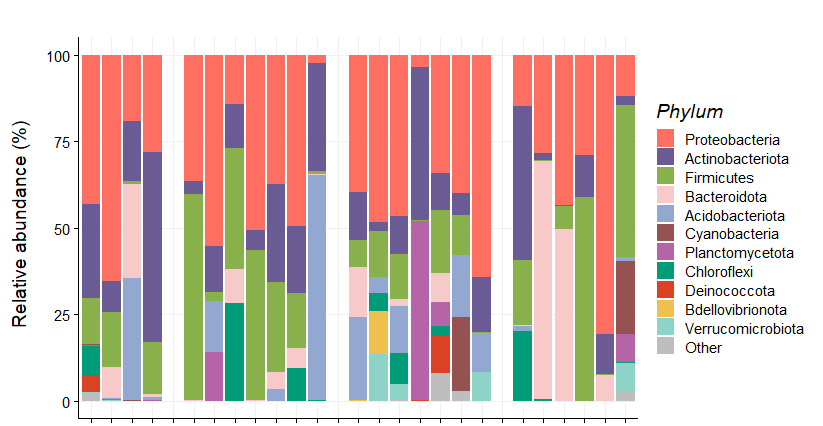 Relative abundance (%)
100
75
50
25
0
Phylum
Proteobacteria
Actinobacteriota
Firmicutes
Bacteroidota
Acidobacteriota
Cyanobacteria
Planctomycetota
Chloroflexi
Deinococcota
Bdellovibrionota
Verrucomicrobiota
Other